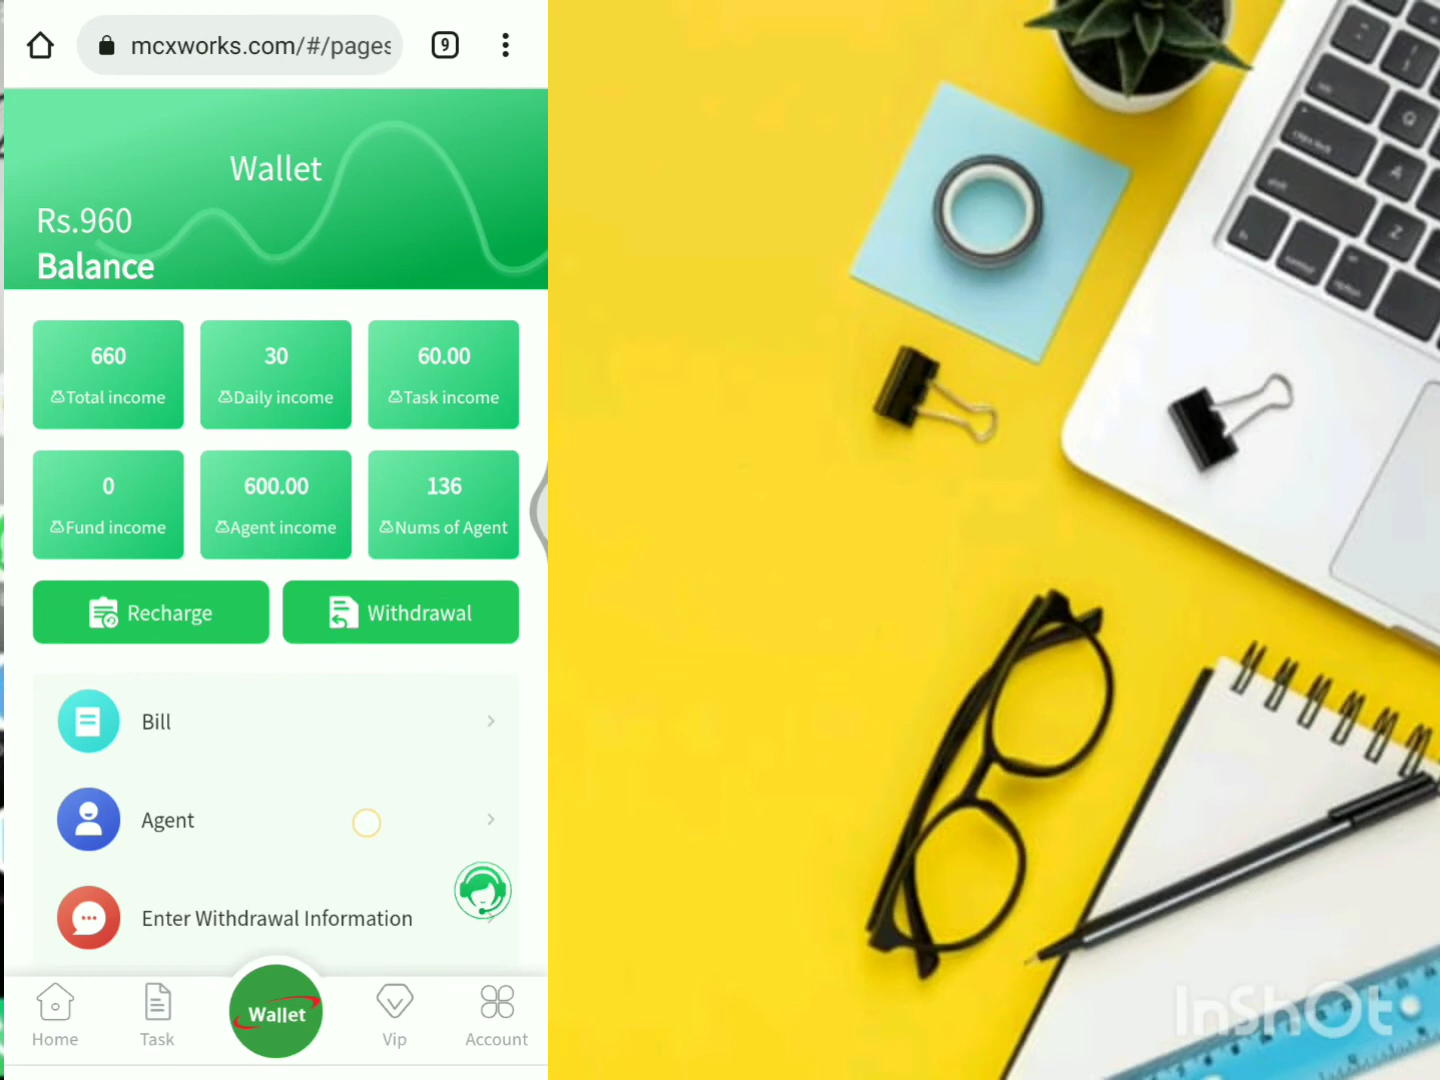 mcxworks.com/#/pages
9
Wallet
Rs.960
Balance
660
Total income
30
Daily income
60.00
Task income
0
Fund income
600.00
Agent income
136
Nums of Agent
Recharge
Withdrawal
Bill
Agent
Enter Withdrawal Information
Home
Task
Wallet
Vip
Account
Q
A
Z
InShOt